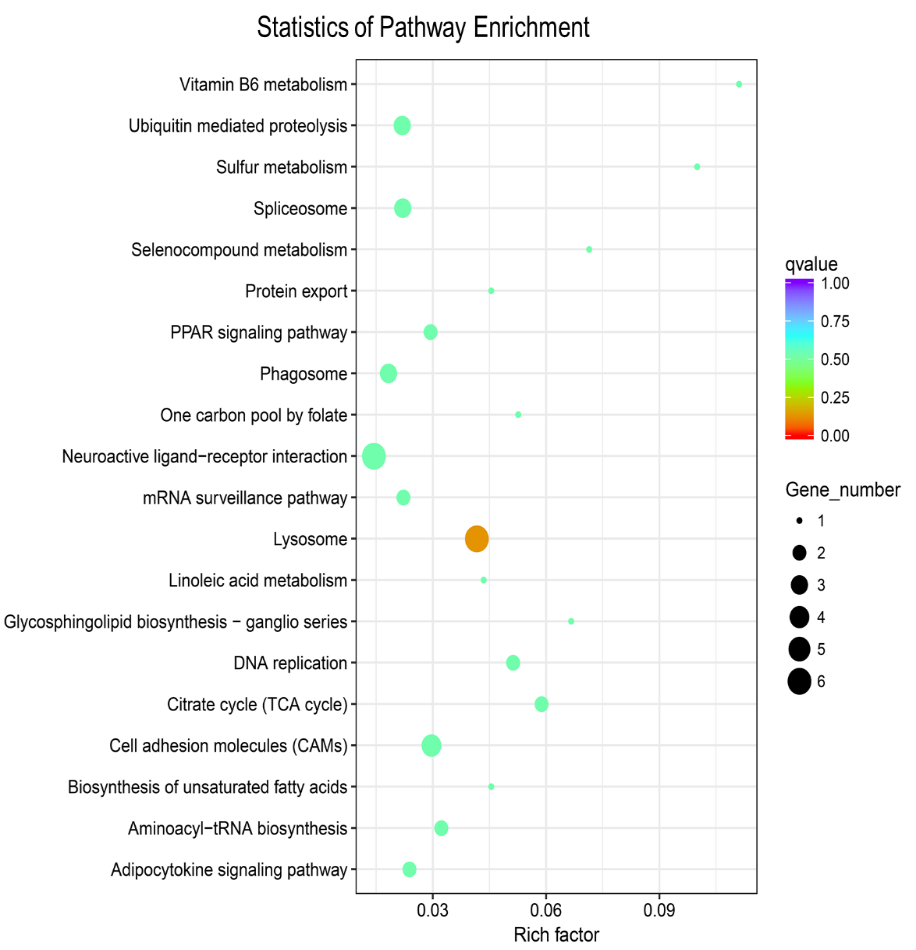 Statistics of Pathway Enrichment
Vitamin B6 metabolism
Ubiquitin mediated proteolysis
Sulfur metabolism
Spliceosome
Selenocompound metabolism
Protein export
PPAR signaling pathway
Phagosome
One carbon pool by folate
Neuroactive ligand−receptor interaction
mRNA surveillance pathway
Lysosome
Linoleic acid metabolism
Glycosphingolipid biosynthesis − ganglio series
DNA replication
Citrate cycle (TCA cycle)
Cell adhesion molecules (CAMs)
Biosynthesis of unsaturated fatty acids
Aminoacyl−tRNA biosynthesis
Adipocytokine signaling pathway
0.03 0.06 0.09
Rich factor
qvalue
1.00
0.75
0.50
0.25
0.00
Gene_number
1
2
3
4
5
6